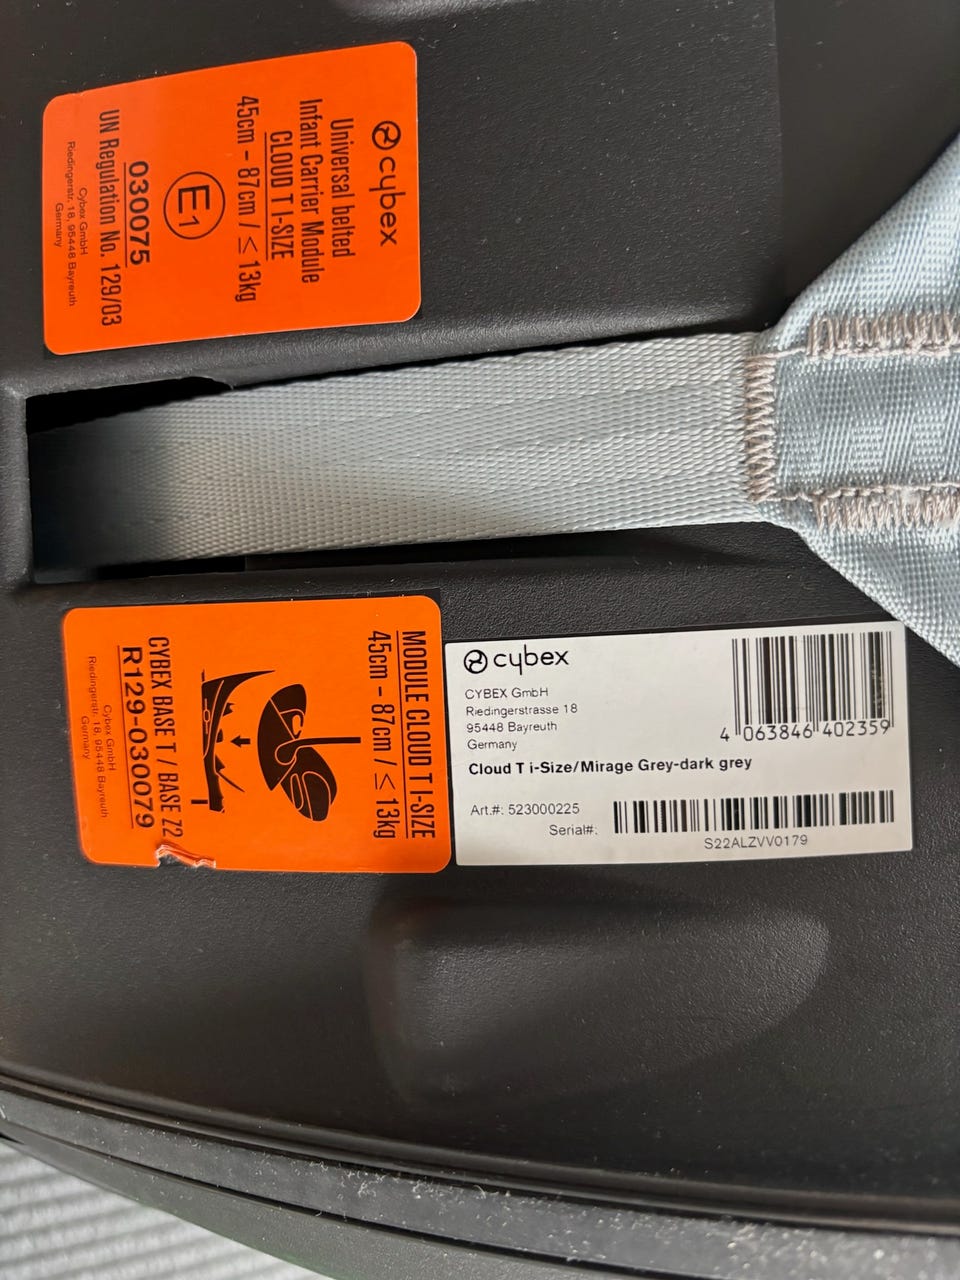 cybex
Universal belted
Infant Carrier Module
CLOUD T I-SIZE
45cm – 87cm / ≤ 13kg
E1
030075
UN Regulation No. 129/03
Cybex GmbH
Riedingerstr. 18, 95448 Bayreuth
Germany
MODULE CLOUD T I-SIZE
45cm – 87cm / ≤ 13kg
CYBEX BASE T / BASE Z2
R129-030079
Cybex GmbH
Riedingerstr. 18, 95448 Bayreuth
Germany
cybex
CYBEX GmbH
Riedingerstrasse 18
95448 Bayreuth
Germany
4 063846 402359
Cloud T i-Size/Mirage Grey-dark grey
Art.#: 523000225
Serial#:
S22ALZVV0179